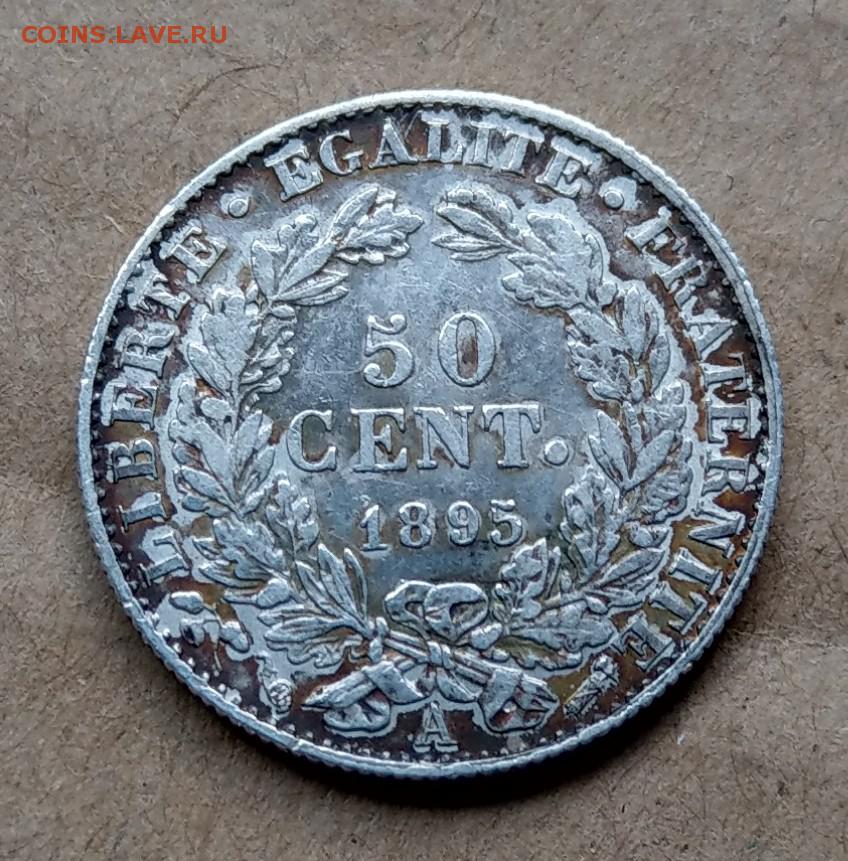 COINS.LAVE.RU
LIBERTE · EGALITE · FRATERNITE
50
CENT.
1895
A